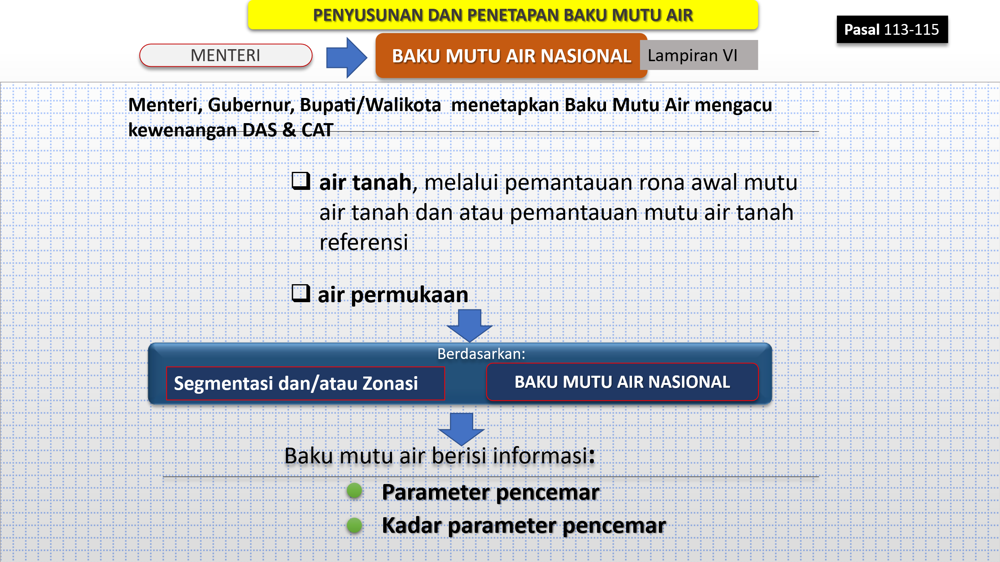 PENYUSUNAN DAN PENETAPAN BAKU MUTU AIR
Pasal 113-115
MENTERI
BAKU MUTU AIR NASIONAL
Lampiran VI
Menteri, Gubernur, Bupati/Walikota menetapkan Baku Mutu Air mengacu
kewenangan DAS & CAT
❑ air tanah, melalui pemantauan rona awal mutu
air tanah dan atau pemantauan mutu air tanah
referensi
❑ air permukaan
Berdasarkan:
Segmentasi dan/atau Zonasi
BAKU MUTU AIR NASIONAL
Baku mutu air berisi informasi:
Parameter pencemar
Kadar parameter pencemar